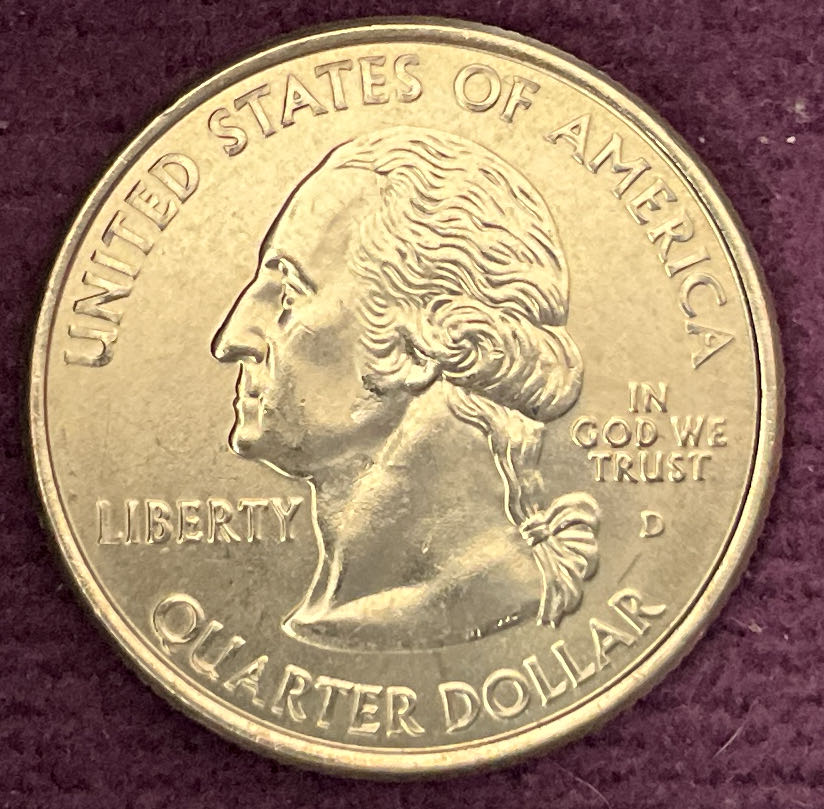 UNITED STATES OF AMERICA
IN
GOD WE
TRUST
LIBERTY
D
QUARTER DOLLAR